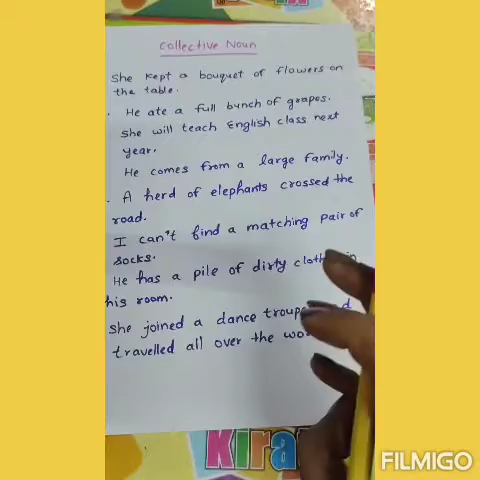 Collective Noun
She kept a bouquet of flowers on
the table.
. He ate a full bunch of grapes.
She will teach English class next
year.
He comes from a large family.
. A herd of elephants crossed the
road.
I can't find a matching pair of
socks.
He has a pile of dirty in
his room.
She joined a dance
travelled all over the
Kira
FILMIGO